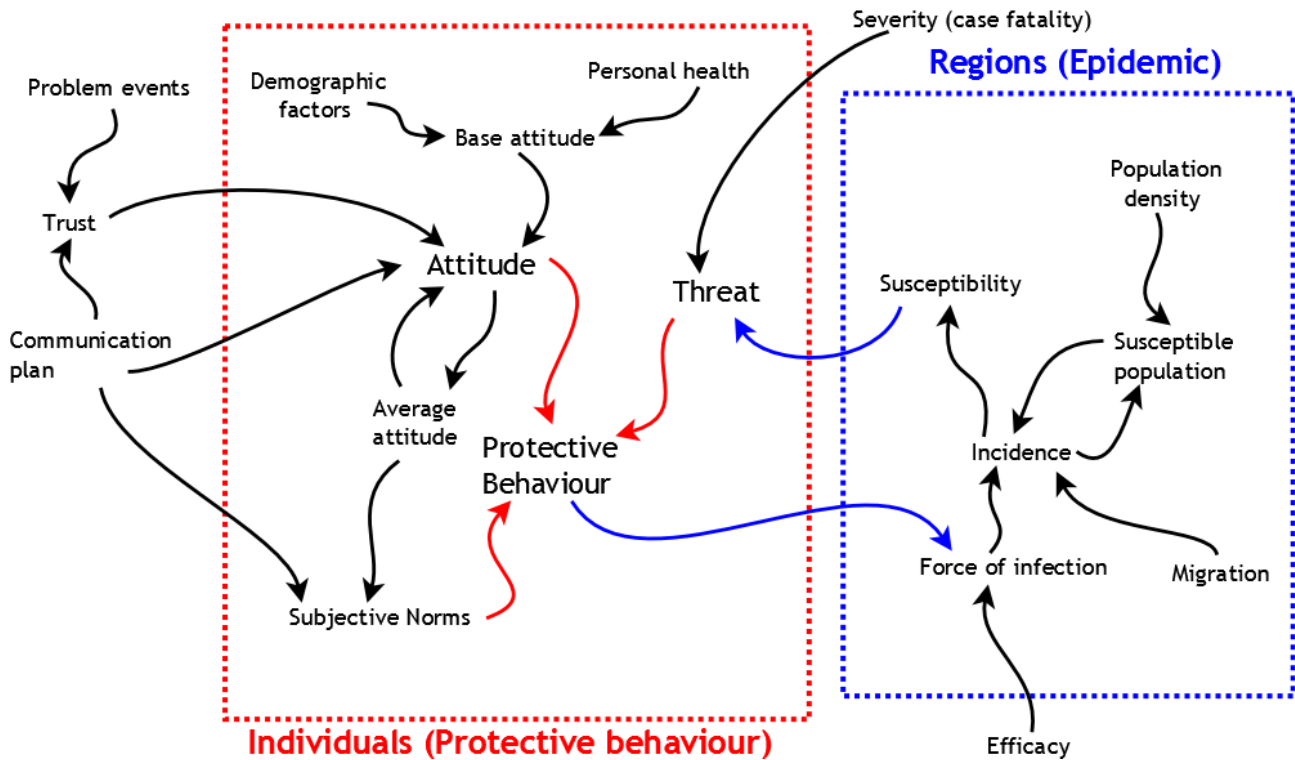 Severity (case fatality)
Regions (Epidemic)
Problem events
Demographic
factors
Personal health
Base attitude
Population
density
Trust
Attitude
Threat
Susceptibility
Communication
plan
Susceptible
population
Average
attitude
Protective
Behaviour
Incidence
Force of infection
Migration
Subjective Norms
Individuals (Protective behaviour)
Efficacy